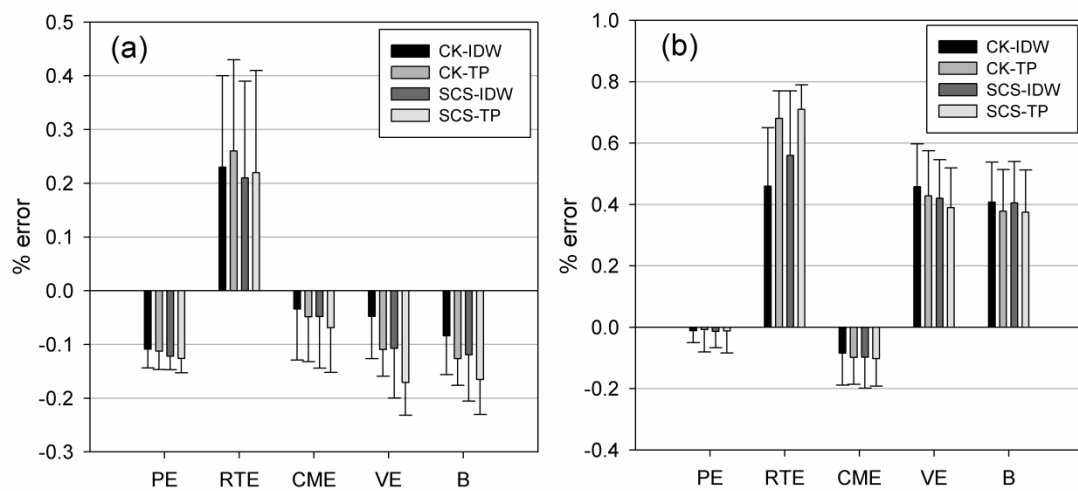 (a)
CK-IDW
CK-TP
SCS-IDW
SCS-TP
% error
0.5
0.4
0.3
0.2
0.1
0.0
-0.1
-0.2
-0.3
PE RTE CME VE B
(b)
CK-IDW
CK-TP
SCS-IDW
SCS-TP
% error
1.0
0.8
0.6
0.4
0.2
0.0
-0.2
-0.4
PE RTE CME VE B